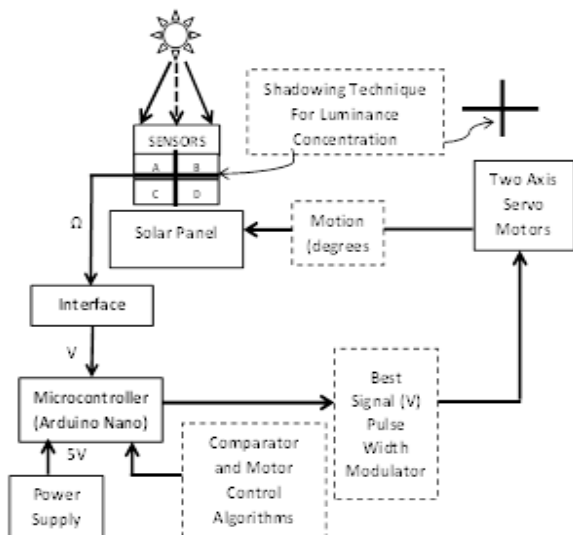 Shadowing Technique
For Luminance
Concentration
SENSORS
A B
C D
Two Axis
Servo
Motors
Ω
Solar Panel
Motion
(degrees
Interface
V
Microcontroller
(Arduino Nano)
5V
Best
Signal (V)
Pulse
Width
Modulator
Comparator
and Motor
Control
Algorithms
Power
Supply